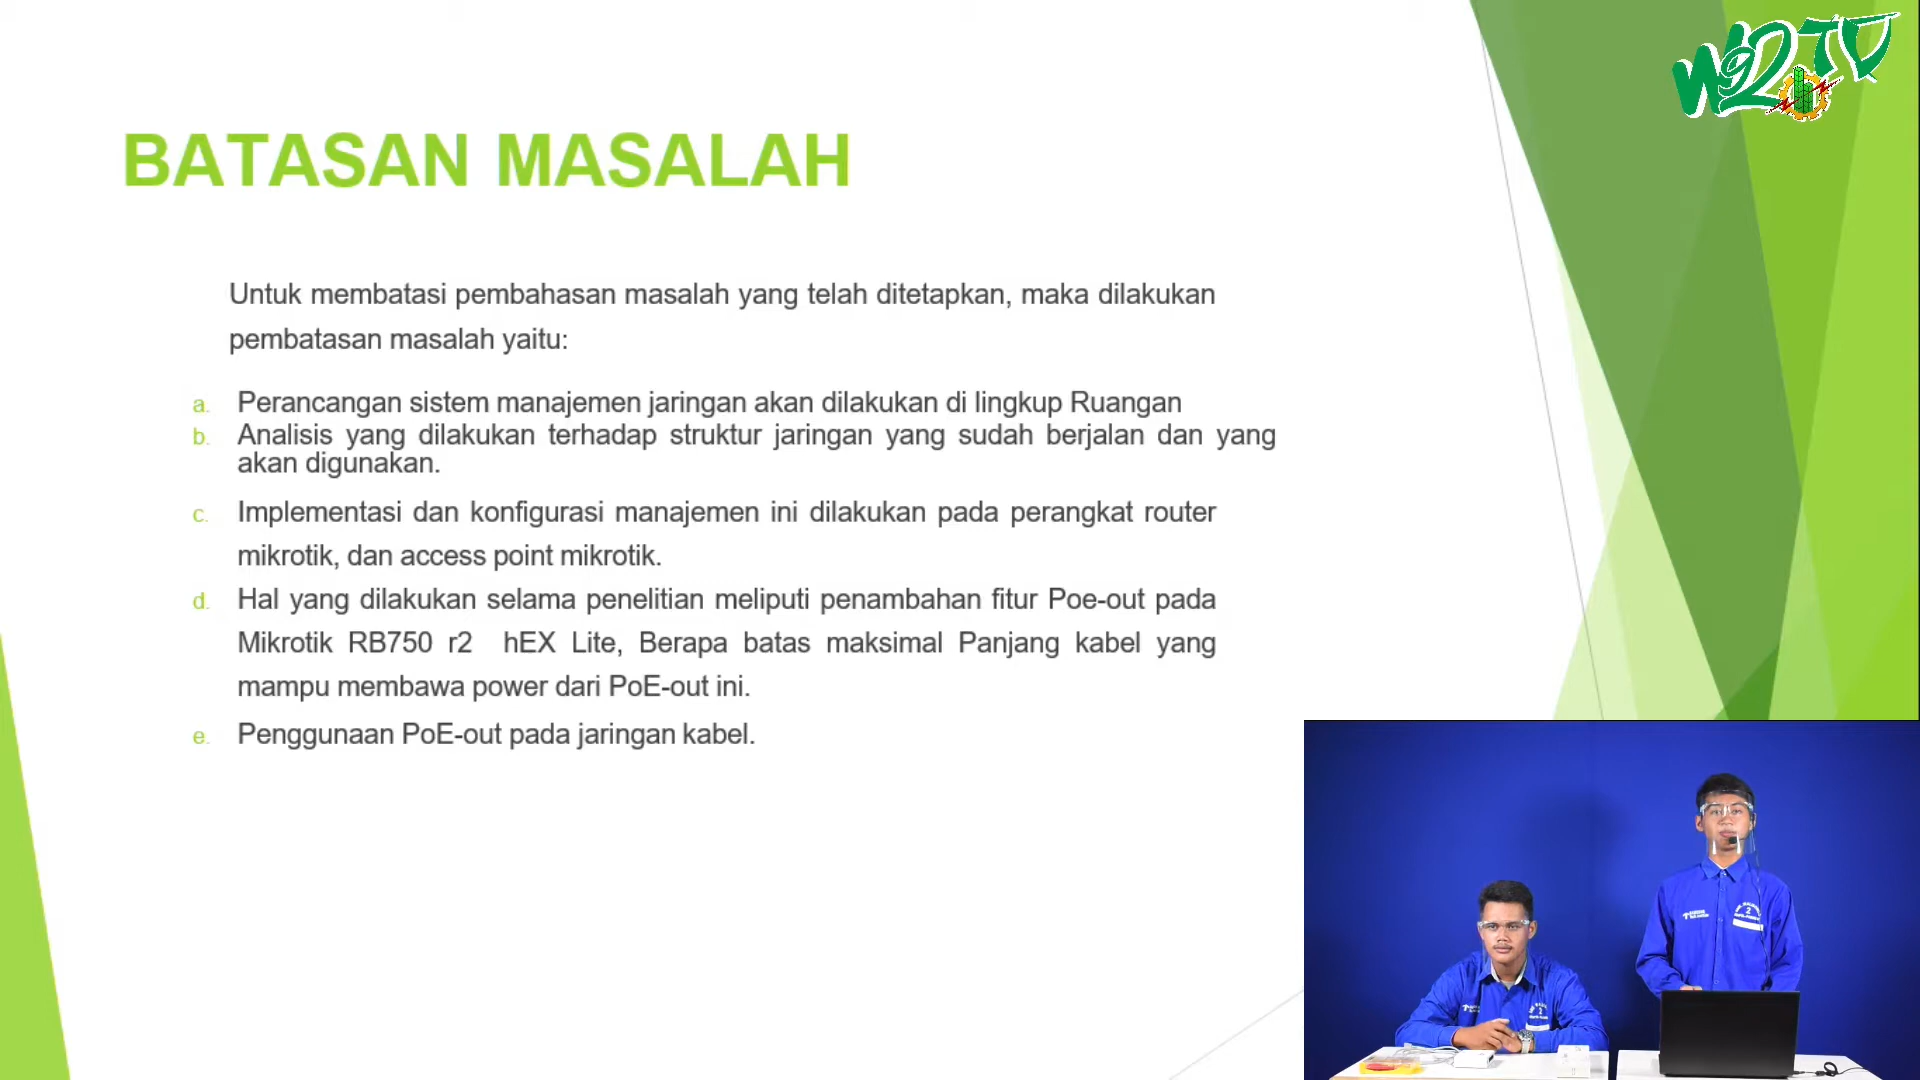 W92TV
BATASAN MASALAH
Untuk membatasi pembahasan masalah yang telah ditetapkan, maka dilakukan
pembatasan masalah yaitu:
a. Perancangan sistem manajemen jaringan akan dilakukan di lingkup Ruangan
b. Analisis yang dilakukan terhadap struktur jaringan yang sudah berjalan dan yang
akan digunakan.
c. Implementasi dan konfigurasi manajemen ini dilakukan pada perangkat router
mikrotik, dan access point mikrotik.
d. Hal yang dilakukan selama penelitian meliputi penambahan fitur Poe-out pada
Mikrotik RB750 r2 hEX Lite, Berapa batas maksimal Panjang kabel yang
mampu membawa power dari PoE-out ini.
e. Penggunaan PoE-out pada jaringan kabel.
2
2